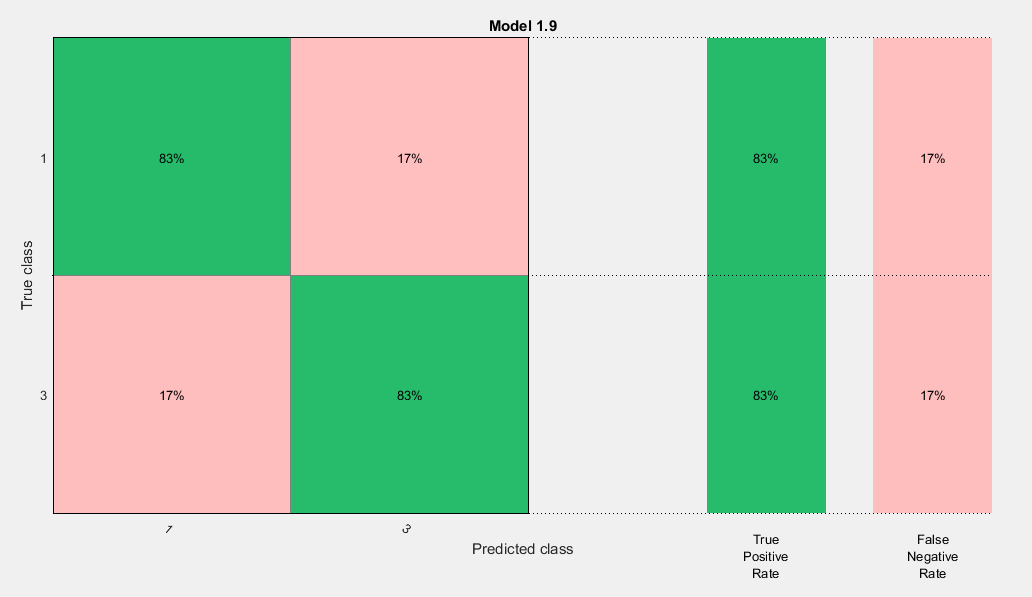 Model 1.9
1
83%
17%
83%
17%
True class
3
17%
83%
83%
17%
1
3
Predicted class
True
Positive
Rate
False
Negative
Rate